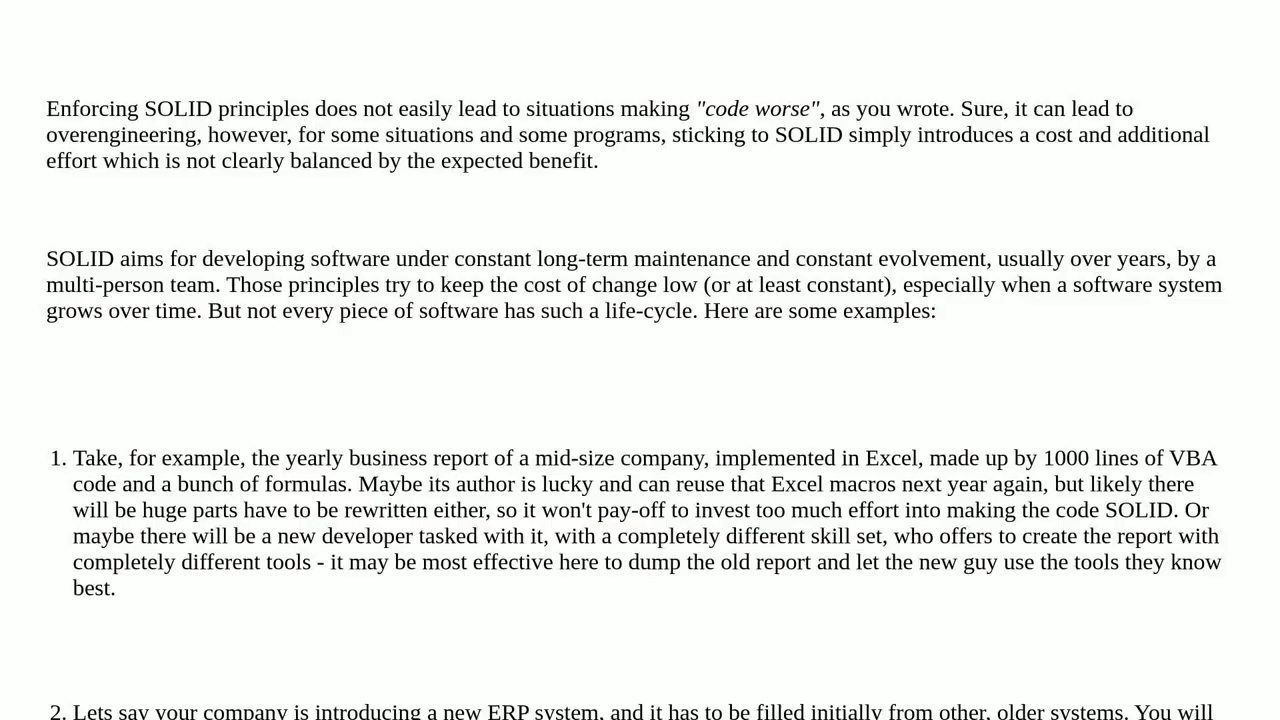 Enforcing SOLID principles does not easily lead to situations making "code worse", as you wrote. Sure, it can lead to
overengineering, however, for some situations and some programs, sticking to SOLID simply introduces a cost and additional
effort which is not clearly balanced by the expected benefit.
SOLID aims for developing software under constant long-term maintenance and constant evolvement, usually over years, by a
multi-person team. Those principles try to keep the cost of change low (or at least constant), especially when a software system
grows over time. But not every piece of software has such a life-cycle. Here are some examples:
1. Take, for example, the yearly business report of a mid-size company, implemented in Excel, made up by 1000 lines of VBA
code and a bunch of formulas. Maybe its author is lucky and can reuse that Excel macros next year again, but likely there
will be huge parts have to be rewritten either, so it won't pay-off to invest too much effort into making the code SOLID. Or
maybe there will be a new developer tasked with it, with a completely different skill set, who offers to create the report with
completely different tools - it may be most effective here to dump the old report and let the new guy use the tools they know
best.
2. Lets say your company is introducing a new ERP system, and it has to be filled initially from other, older systems. You will